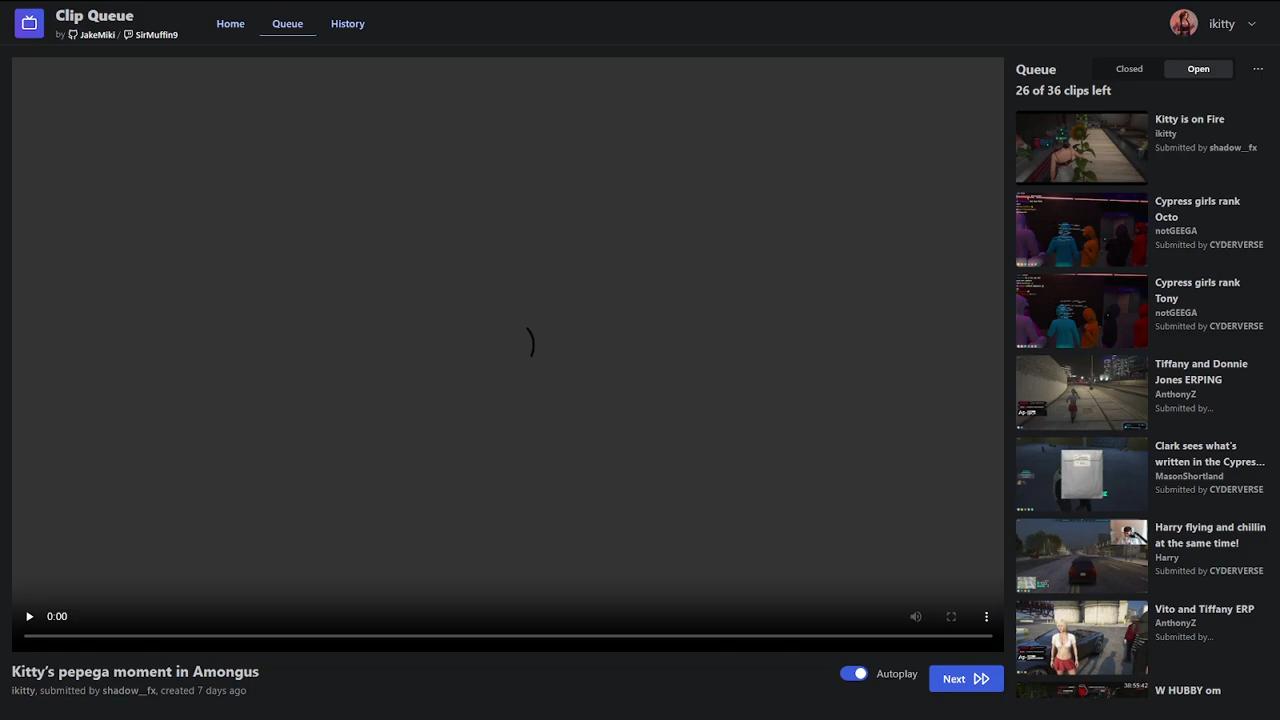 Clip Queue
by JakeMiki / SirMuffin9
Home
Queue
History
ikitty
Queue
Closed
Open
26 of 36 clips left
Kitty is on Fire
ikitty
Submitted by shadow__fx
Cypress girls rank
Octo
notGEEGA
Submitted by CYDERVERSE
Cypress girls rank
Tony
notGEEGA
Submitted by CYDERVERSE
Tiffany and Donnie
Jones ERPING
AnthonyZ
Submitted by...
Clark sees what's
written in the Cypres...
MasonShortland
Submitted by CYDERVERSE
Harry flying and chillin
at the same time!
Harry
Submitted by CYDERVERSE
Vito and Tiffany ERP
AnthonyZ
Submitted by...
38:55:42
W HUBBY om
0:00
Kitty's pepega moment in Amongus
ikitty, submitted by shadow__fx, created 7 days ago
Autoplay
Next